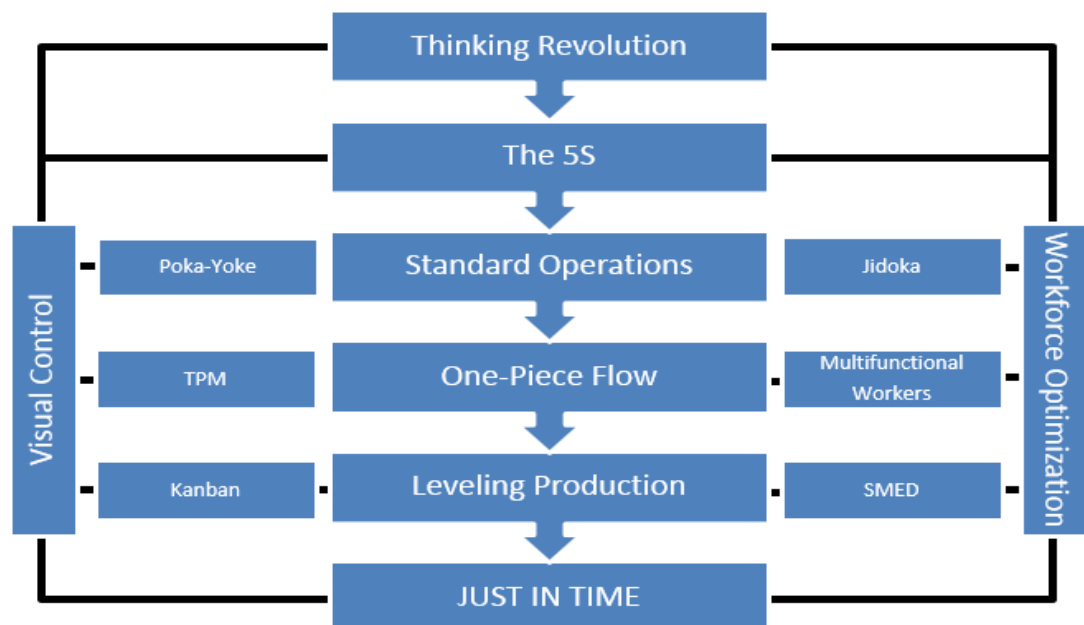 Thinking Revolution
The 5S
Visual Control
Poka-Yoke
Standard Operations
Jidoka
Workforce Optimization
TPM
One-Piece Flow
Multifunctional
Workers
Kanban
Leveling Production
SMED
JUST IN TIME